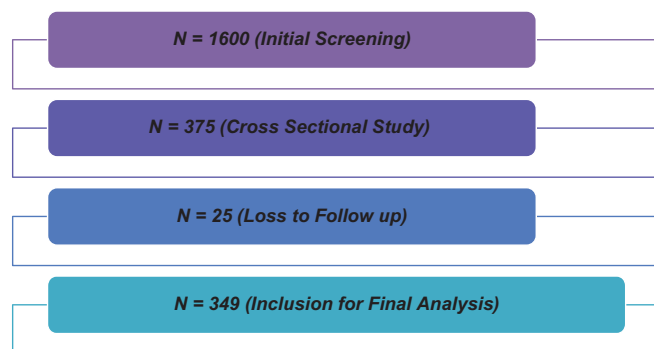 N = 1600 (Initial Screening)
N = 375 (Cross Sectional Study)
N = 25 (Loss to Follow up)
N = 349 (Inclusion for Final Analysis)